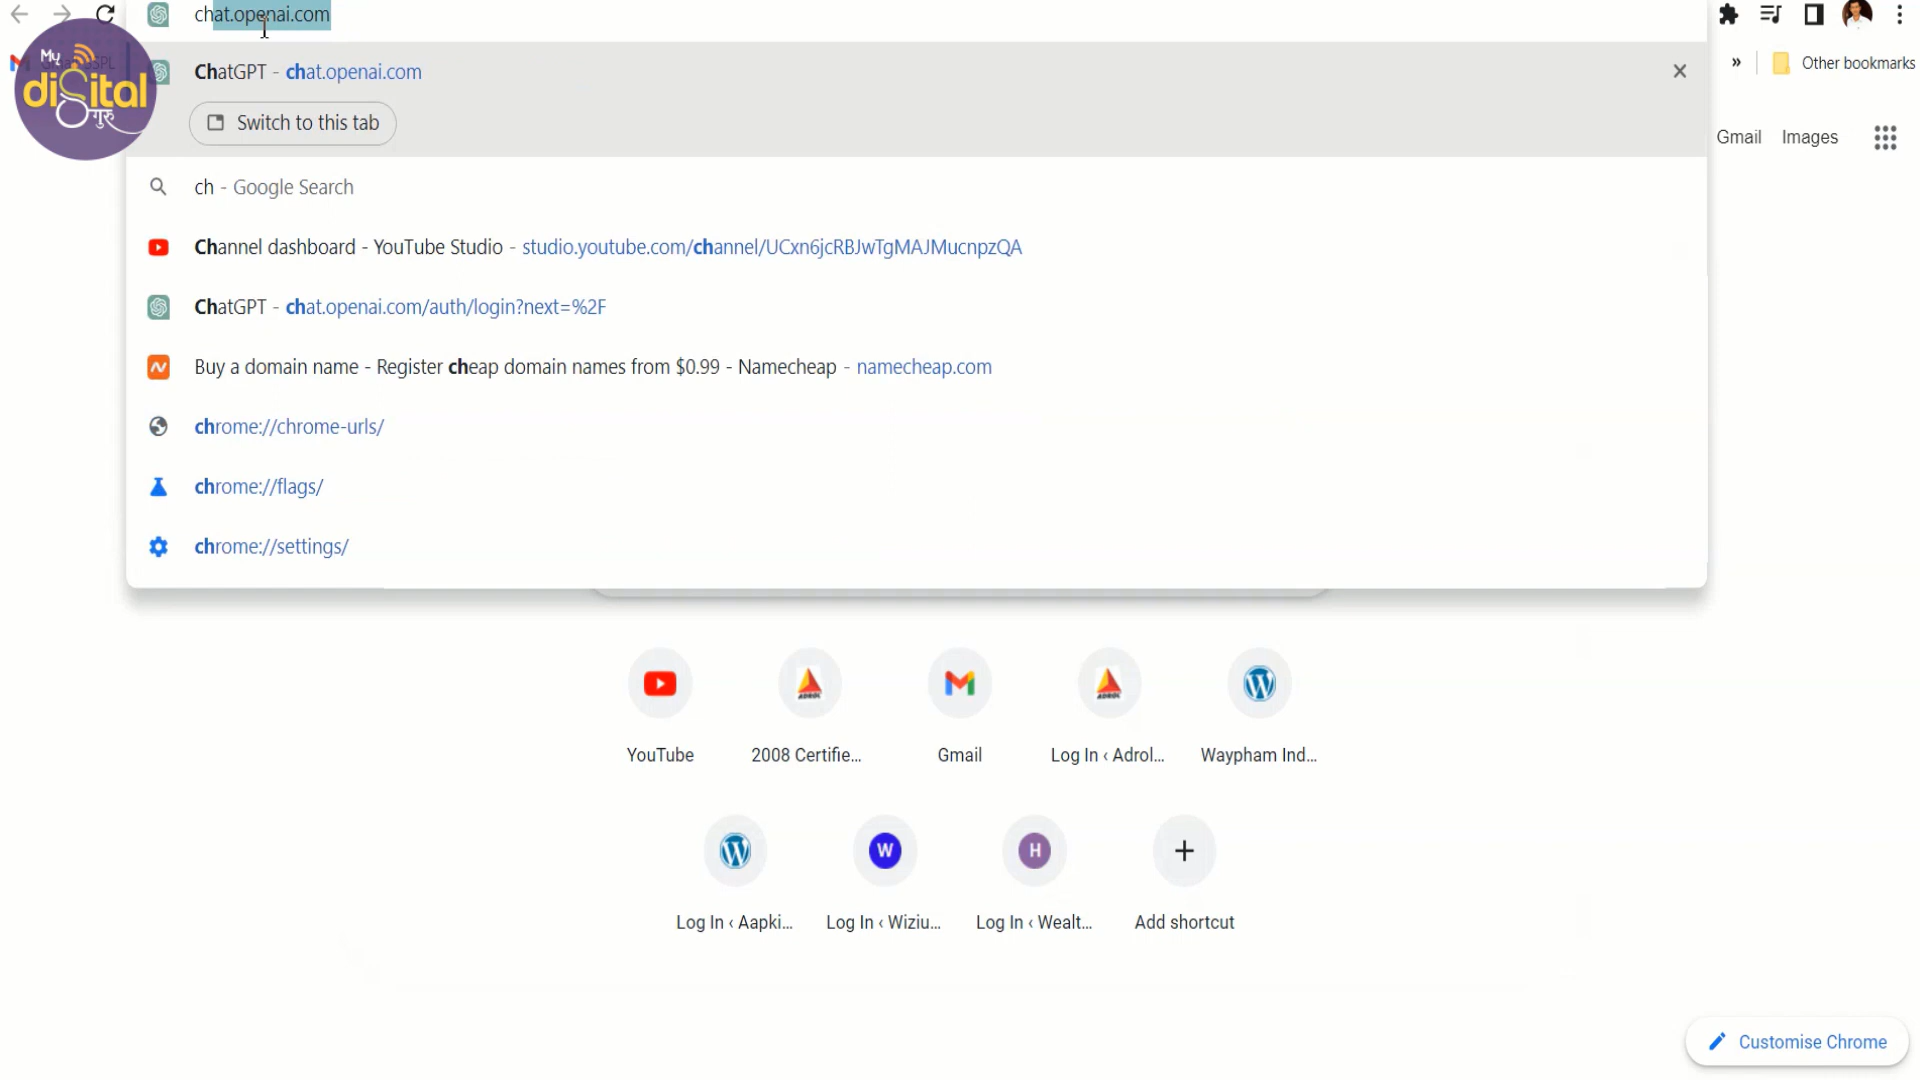 chat.openai.com
My
digital
गुरु
ChatGPT - chat.openai.com
Switch to this tab
Other bookmarks
Gmail
Images
ch - Google Search
Channel dashboard - YouTube Studio - studio.youtube.com/channel/UCxn6jcRBJwTgMAJMucnpzQA
ChatGPT - chat.openai.com/auth/login?next=%2F
Buy a domain name - Register cheap domain names from $0.99 - Namecheap - namecheap.com
chrome://chrome-urls/
chrome://flags/
chrome://settings/
YouTube
2008 Certifie...
Gmail
Log In ‹ Adrol...
Waypham Ind...
W
H
Log In ‹ Aapki...
Log In ‹ Wiziu...
Log In ‹ Wealt...
Add shortcut
Customise Chrome